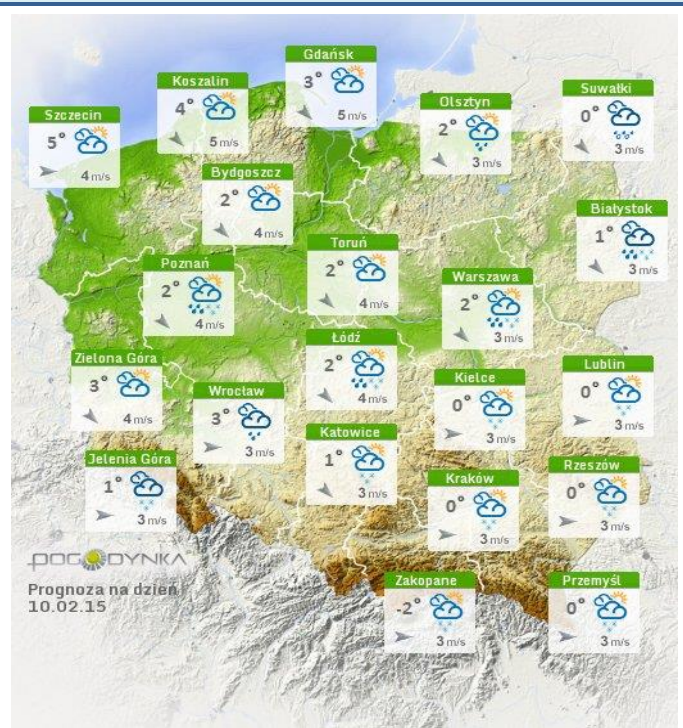 Gdańsk
3°
5 m/s
Koszalin
4°
5 m/s
Suwałki
0°
3 m/s
Olsztyn
2°
3 m/s
Szczecin
5°
4 m/s
Bydgoszcz
2°
4 m/s
Białystok
1°
3 m/s
Toruń
2°
4 m/s
Poznań
2°
4 m/s
Warszawa
2°
3 m/s
Łódź
2°
4 m/s
Zielona Góra
3°
4 m/s
Lublin
0°
3 m/s
Kielce
0°
3 m/s
Wrocław
3°
3 m/s
Katowice
1°
3 m/s
Jelenia Góra
1°
3 m/s
Rzeszów
0°
3 m/s
Kraków
0°
3 m/s
POGODYNKA
Prognoza na dzień
10.02.15
Zakopane
-2°
3 m/s
Przemyśl
0°
3 m/s